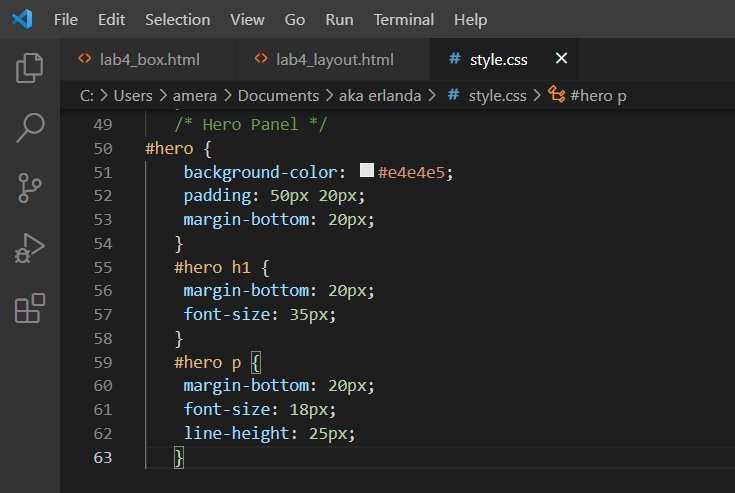 File Edit Selection View Go Run Terminal Help
<> lab4_box.html <> lab4_layout.html # style.css ×
C: > Users > amera > Documents > aka erlanda > # style.css > #hero p
49 /* Hero Panel */
50 #hero {
51 background-color: #e4e4e5;
52 padding: 50px 20px;
53 margin-bottom: 20px;
54 }
55 #hero h1 {
56 margin-bottom: 20px;
57 font-size: 35px;
58 }
59 #hero p {
60 margin-bottom: 20px;
61 font-size: 18px;
62 line-height: 25px;
63 }